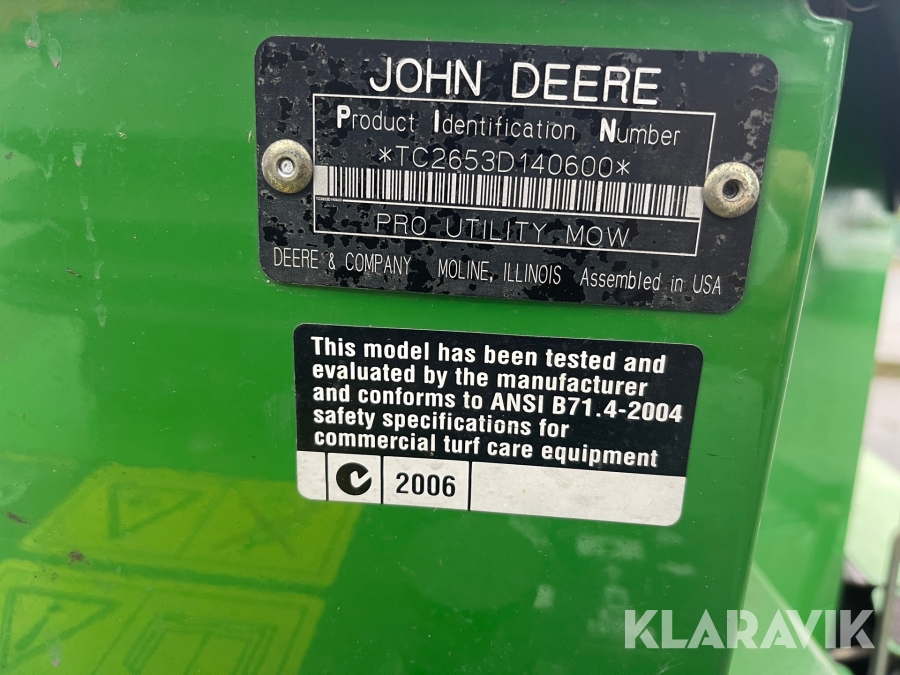 JOHN DEERE
Product Identification Number
*TC2653D140600*
PRO UTILITY MOW
DEERE & COMPANY MOLINE, ILLINOIS Assembled in USA
This model has been tested and
evaluated by the manufacturer
and conforms to ANSI B71.4-2004
safety specifications for
commercial turf care equipment
2006
KLARAVIK